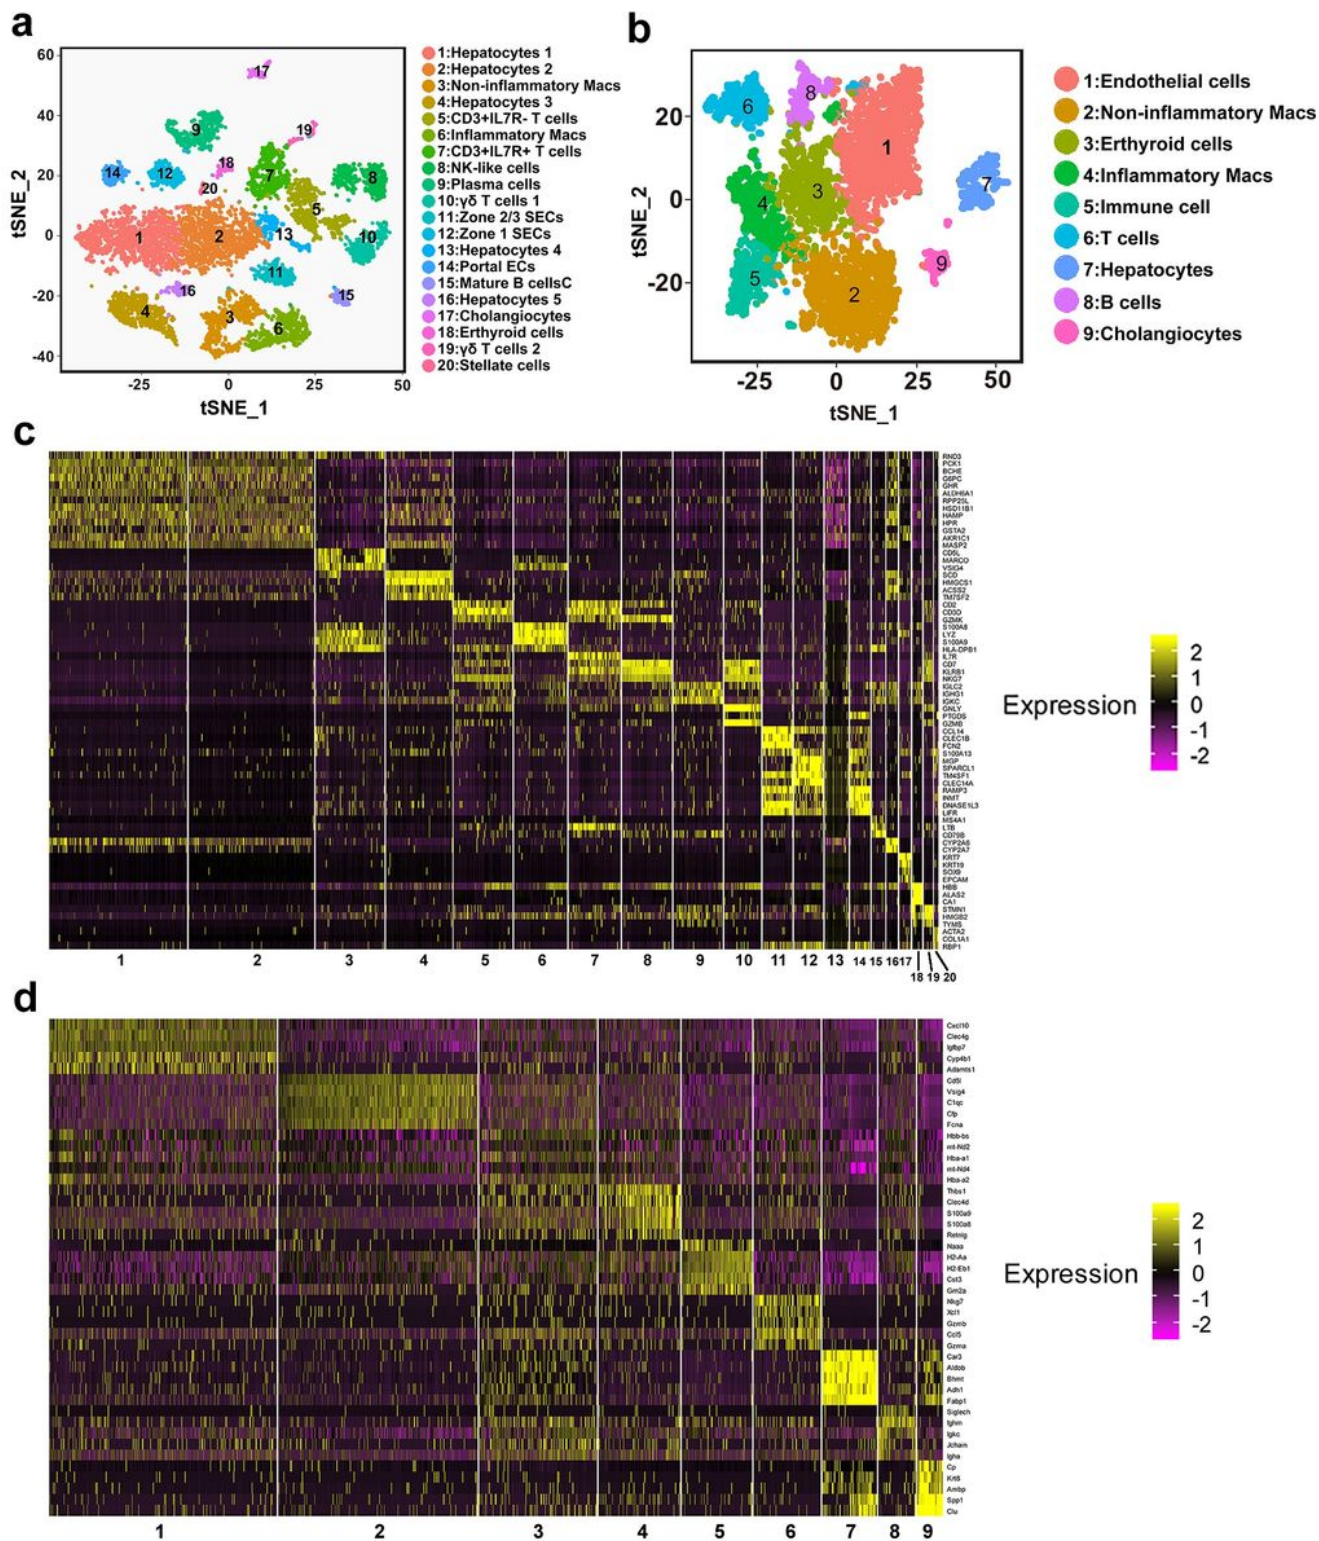 a
60
40
20
0
-20
-40
-25
0
25
50
tSNE_2
tSNE_1
1
2
3
4
5
6
7
8
9
10
11
12
13
14
15
16
17
18
19
20
1:Hepatocytes 1
2:Hepatocytes 2
3:Non-inflammatory Macs
4:Hepatocytes 3
5:CD3+IL7R- T cells
6:Inflammatory Macs
7:CD3+IL7R+ T cells
8:NK-like cells
9:Plasma cells
10:γδ T cells 1
11:Zone 2/3 SECs
12:Zone 1 SECs
13:Hepatocytes 4
14:Portal ECs
15:Mature B cellsC
16:Hepatocytes 5
17:Cholangiocytes
18:Erthyroid cells
19:γδ T cells 2
20:Stellate cells
b
20
0
-20
-25
0
25
50
tSNE_2
tSNE_1
1
2
3
4
5
6
7
8
9
1:Endothelial cells
2:Non-inflammatory Macs
3:Erthyroid cells
4:Inflammatory Macs
5:Immune cell
6:T cells
7:Hepatocytes
8:B cells
9:Cholangiocytes
c
RND3
PCK1
BCHE
G6PC
GHR
ALDH6A1
RPP25L
HSD11B1
HAMP
HPR
GSTA2
AKR1C1
MASP2
CD5L
MARCO
VSIG4
SCD
HMGCS1
ACSS2
TM7SF2
CD2
CD3D
GZMK
S100A8
LYZ
S100A9
HLA-DPB1
IL7R
CD7
KLRB1
NKG7
IGLC2
IGHG1
IGKC
GNLY
PTGDS
GZMB
CCL14
CLEC1B
FCN2
S100A13
MGP
SPARCL1
TM4SF1
CLEC14A
RAMP3
INMT
DNASE1L3
LIFR
MS4A1
LTB
CD79B
CYP2A6
CYP2A7
KRT7
KRT19
SOX9
EPCAM
HBB
ALAS2
CA1
STMN1
HMGB2
TYMS
ACTA2
COL1A1
RBP1
1 2 3 4 5 6 7 8 9 10 11 12 13 14 15 16 17
18 19 20
Expression
2
1
0
-1
-2
d
Cxcl10
Clec4g
Igfbp7
Cyp4b1
Adamts1
Cd5l
Vsig4
C1qc
Cfp
Fcna
Hbb-bs
mt-Nd2
Hba-a1
mt-Nd4
Hba-a2
Thbs1
Clec4d
S100a9
S100a8
Retnlg
Naaa
H2-Aa
H2-Eb1
Cst3
Gm2a
Nkg7
Xcl1
Gzmb
Ccl5
Gzma
Car3
Aldob
Bhmt
Adh1
Fabp1
Siglech
Ighm
Igkc
Jchain
Igha
Cp
Krt8
Ambp
Spp1
Clu
1 2 3 4 5 6 7 8 9
Expression
2
1
0
-1
-2